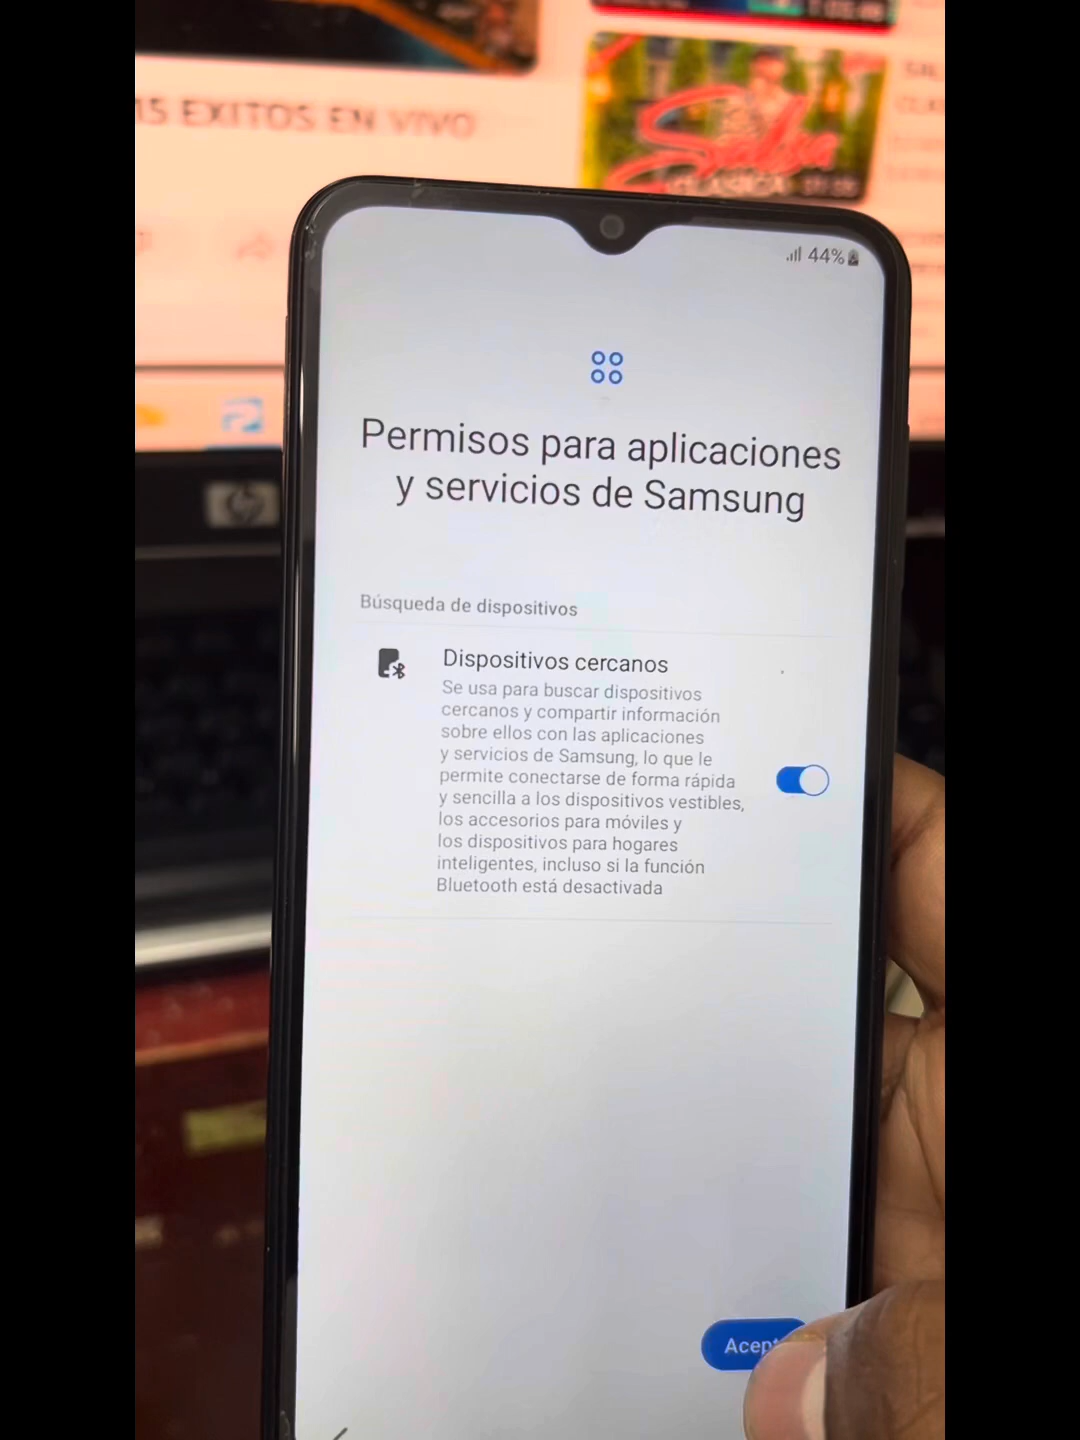 15 EXITOS EN VIVO
Salsa
44%
Permisos para aplicaciones
y servicios de Samsung
Búsqueda de dispositivos
Dispositivos cercanos
Se usa para buscar dispositivos
cercanos y compartir información
sobre ellos con las aplicaciones
y servicios de Samsung, lo que le
permite conectarse de forma rápida
y sencilla a los dispositivos vestibles,
los accesorios para móviles y
los dispositivos para hogares
inteligentes, incluso si la función
Bluetooth está desactivada
hp